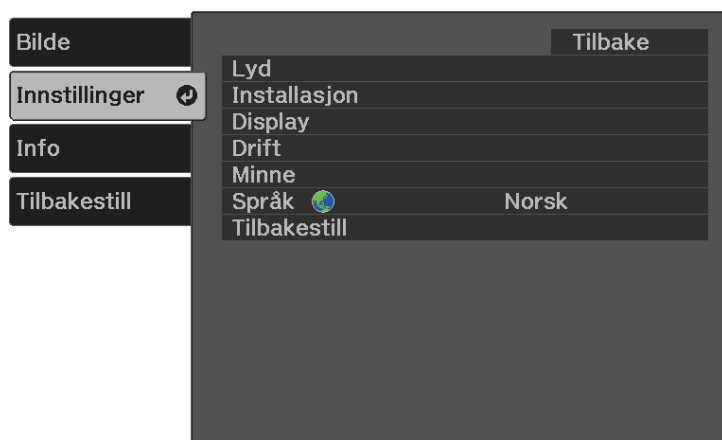 Bilde
Innstillinger
Info
Tilbakestill
Tilbake
Lyd
Installasjon
Display
Drift
Minne
Språk Norsk
Tilbakestill